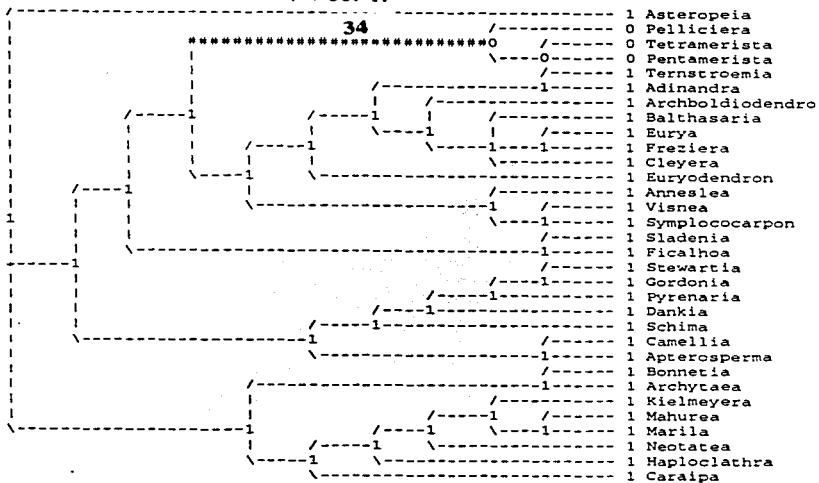 34
1 Asteropeia
0 Pelliciera
0 Tetramerista
0 Pentamerista
1 Ternstroemia
1 Adinandra
1 Archboldiodendro
1 Balthasaria
1 Eurya
1 Freziera
1 Cleyera
1 Euryodendron
1 Anneslea
1 Visnea
1 Symplococarpon
1 Sladenia
1 Ficalhoa
1 Stewartia
1 Gordonia
1 Pyrenaria
1 Dankia
1 Schima
1 Camellia
1 Apterosperma
1 Bonnetia
1 Archytaea
1 Kielmeyera
1 Mahurea
1 Marila
1 Neotatea
1 Haploclathra
1 Caraipa